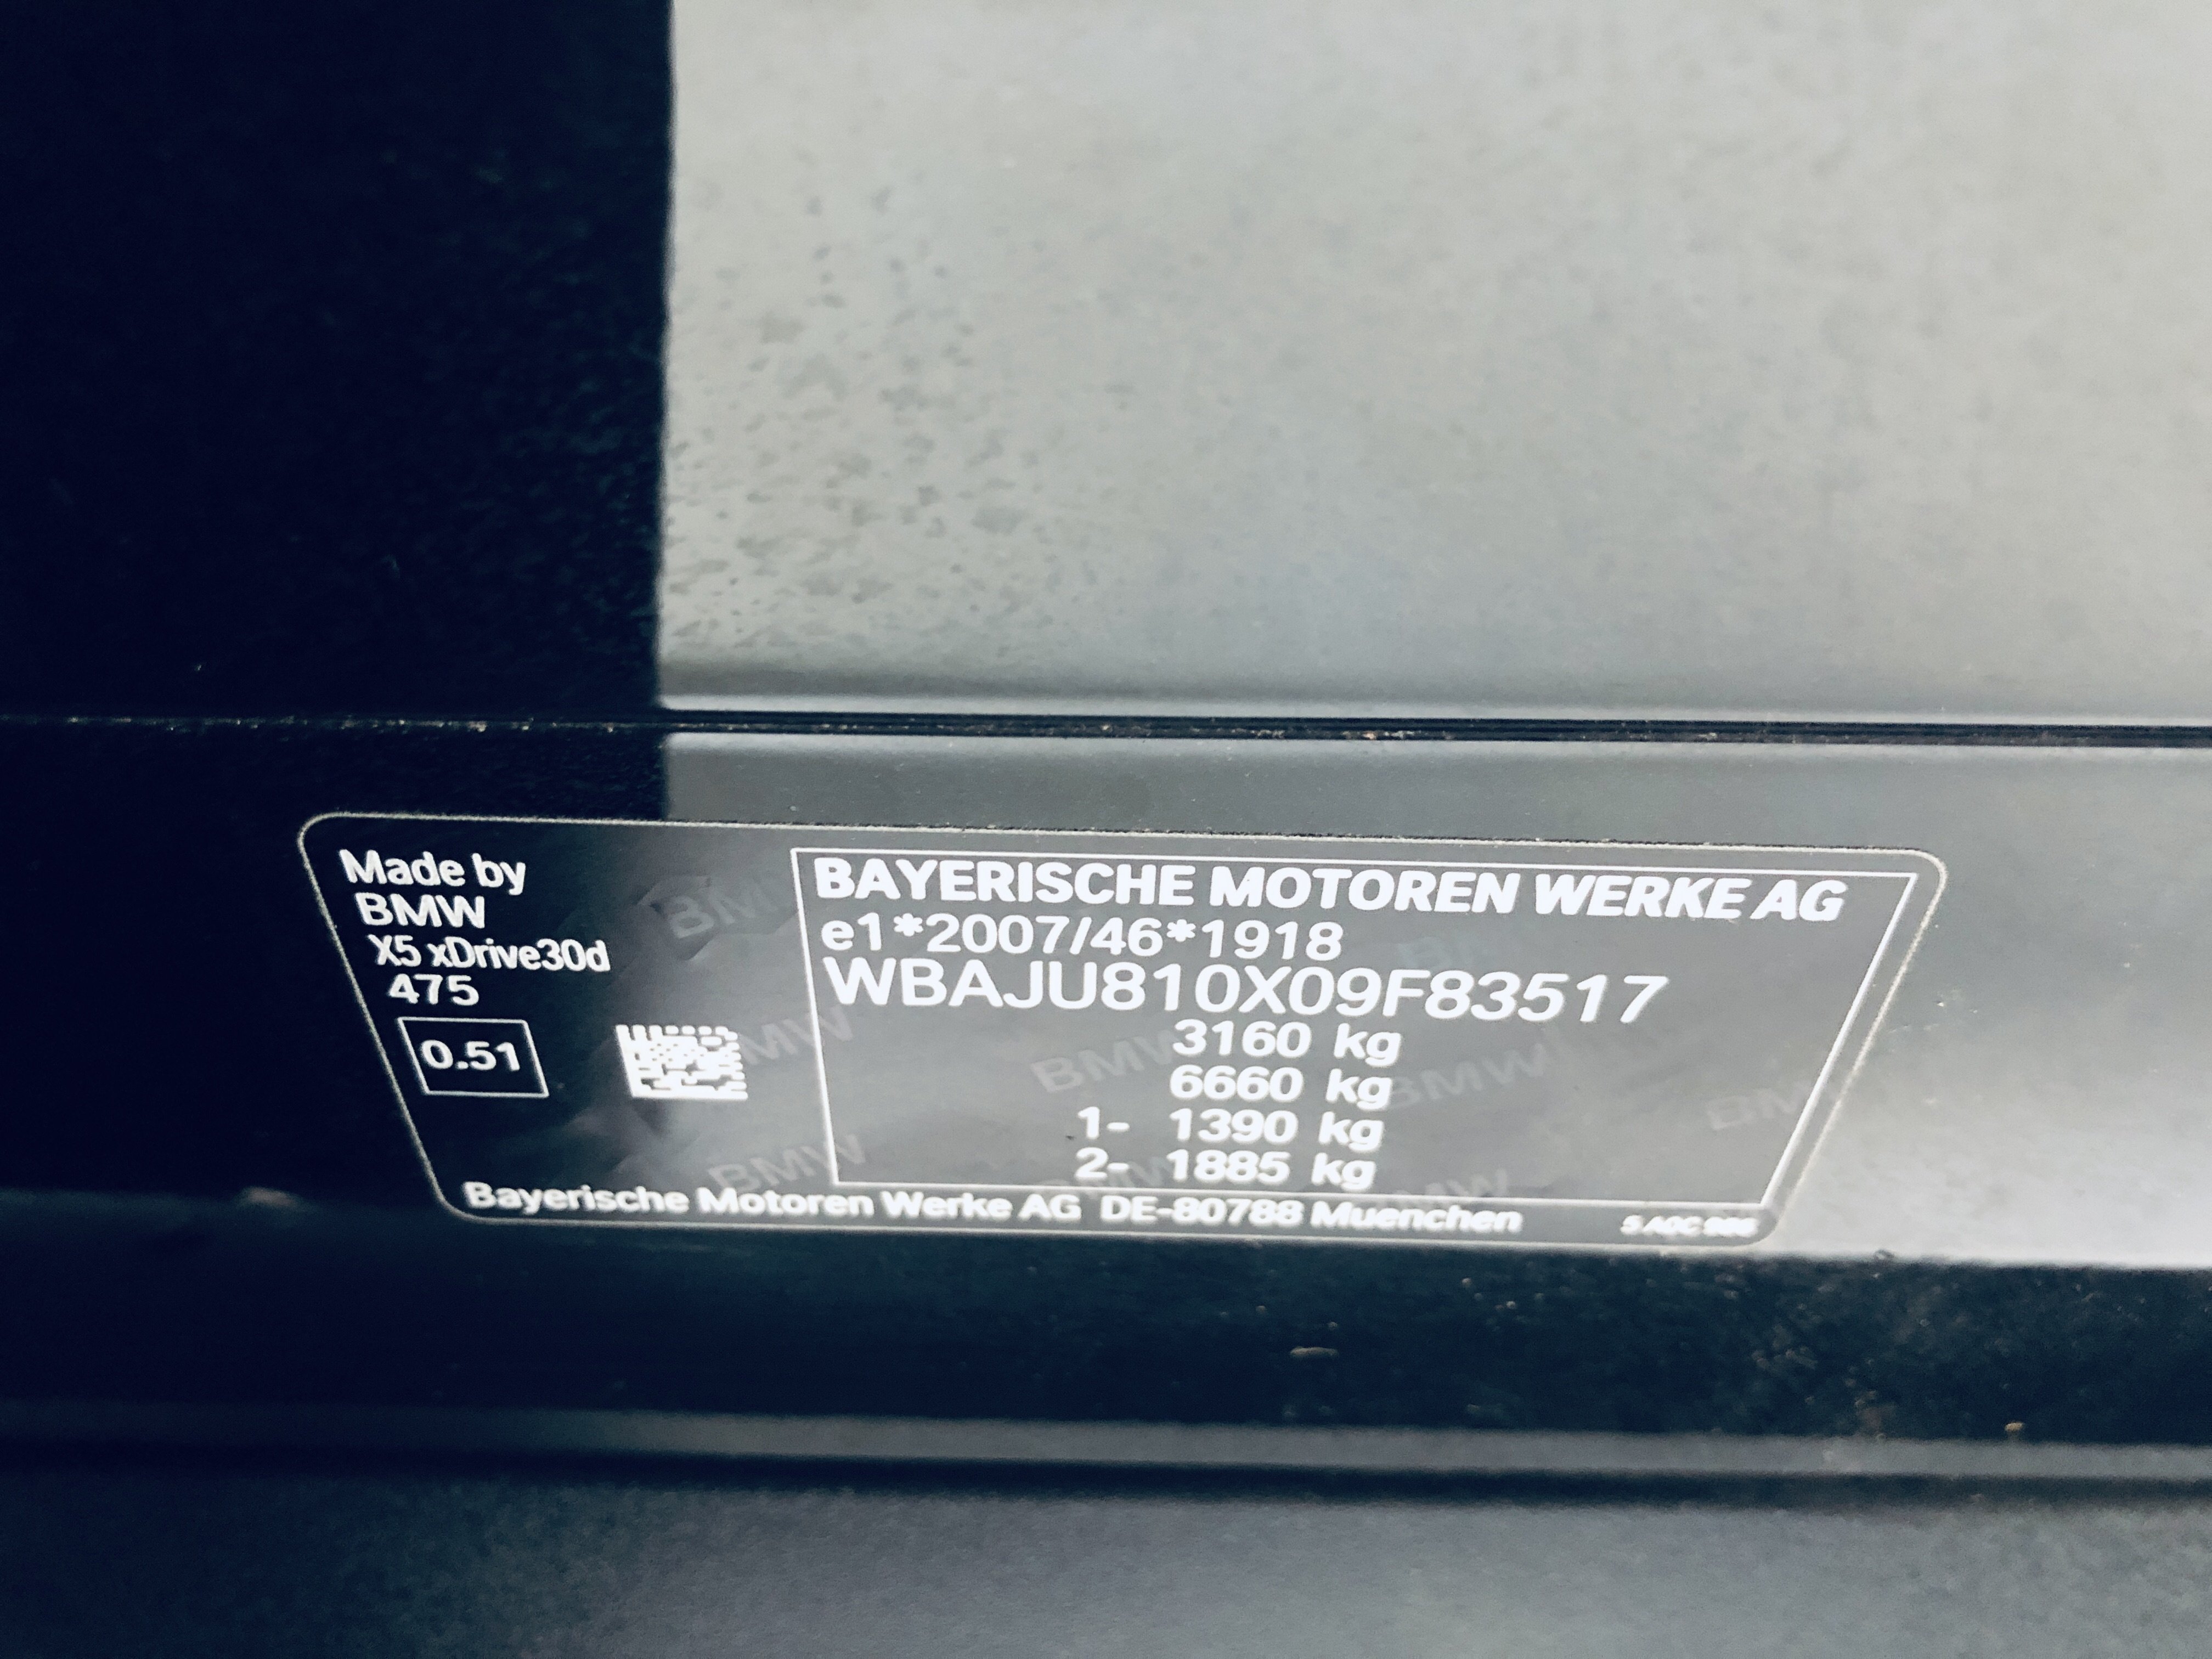 Made by
BMW
X5 xDrive30d
475
0.51
BAYERISCHE MOTOREN WERKE AG
e1*2007/46*1918
WBAJU810X09F83517
3160 kg
6660 kg
1- 1390 kg
2- 1885 kg
Bayerische Motoren Werke AG DE-80788 Muenchen